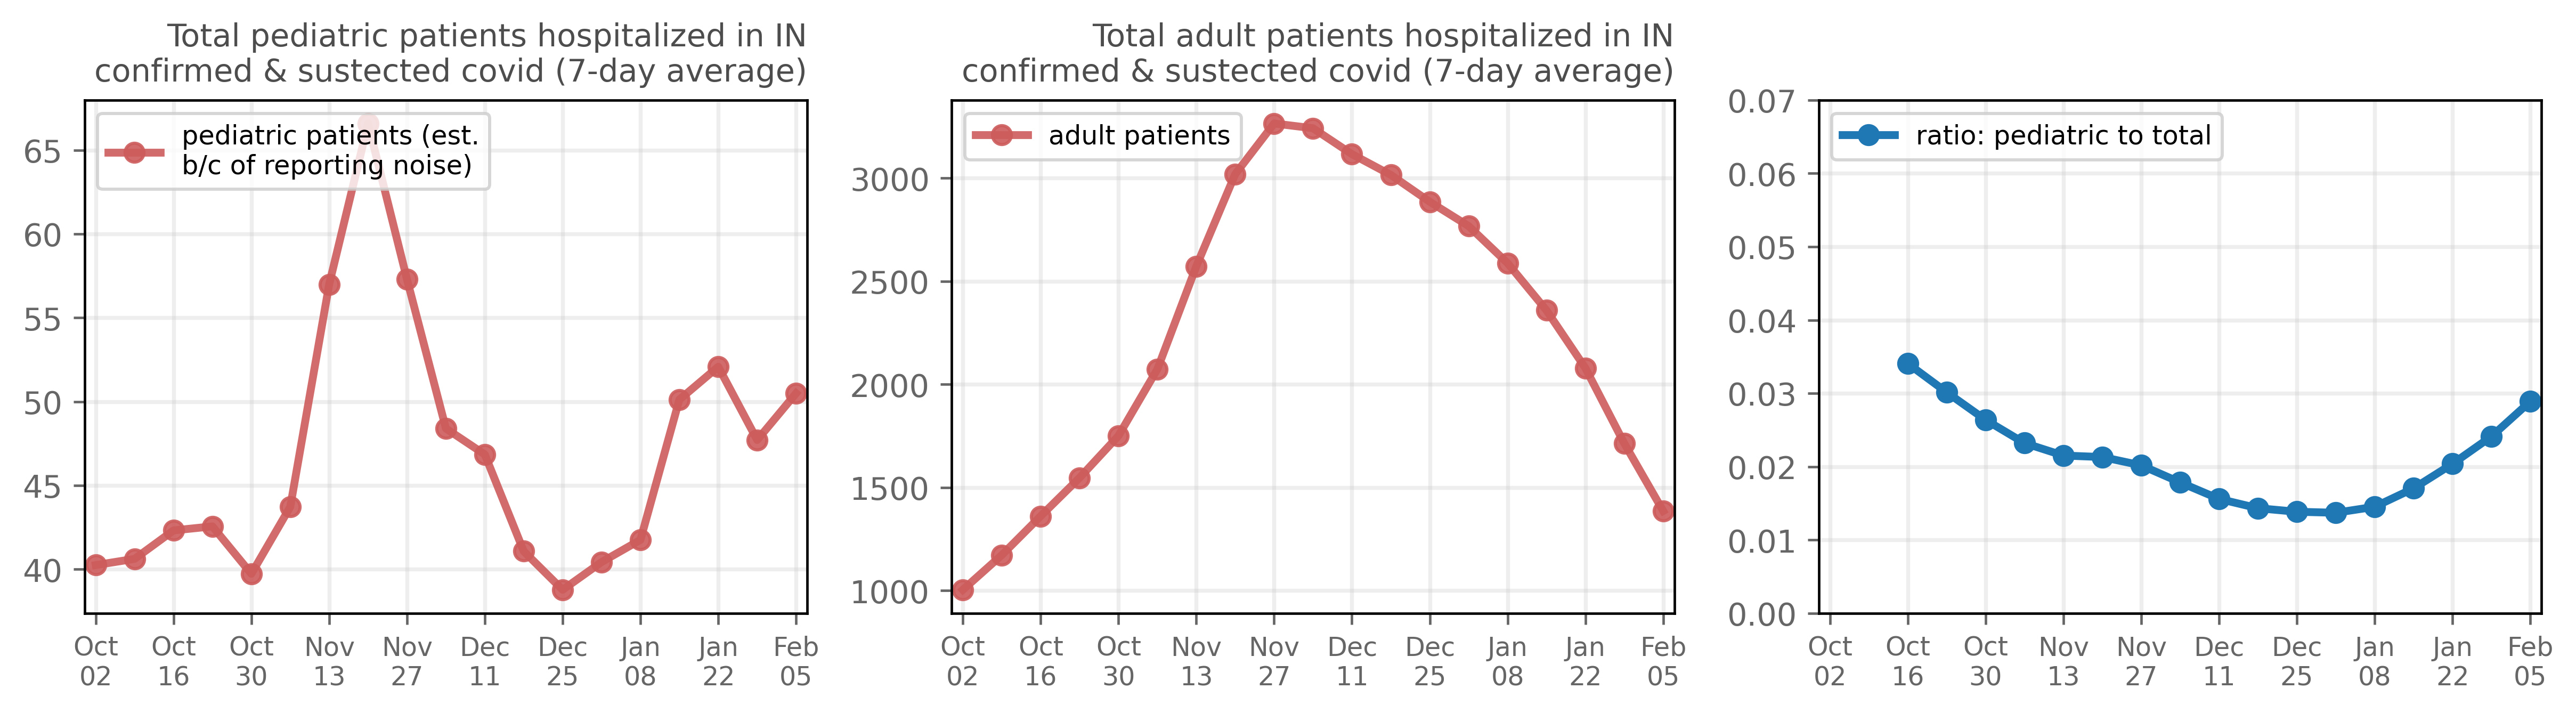 Total pediatric patients hospitalized in IN
confirmed & sustected covid (7-day average)
pediatric patients (est.
b/c of reporting noise)
65
60
55
50
45
40
Oct Oct Oct Nov Nov Dec Dec Jan Jan Feb
02 16 30 13 27 11 25 08 22 05
Total adult patients hospitalized in IN
confirmed & sustected covid (7-day average)
adult patients
3000
2500
2000
1500
1000
Oct Oct Oct Nov Nov Dec Dec Jan Jan Feb
02 16 30 13 27 11 25 08 22 05
ratio: pediatric to total
0.07
0.06
0.05
0.04
0.03
0.02
0.01
0.00
Oct Oct Oct Nov Nov Dec Dec Jan Jan Feb
02 16 30 13 27 11 25 08 22 05